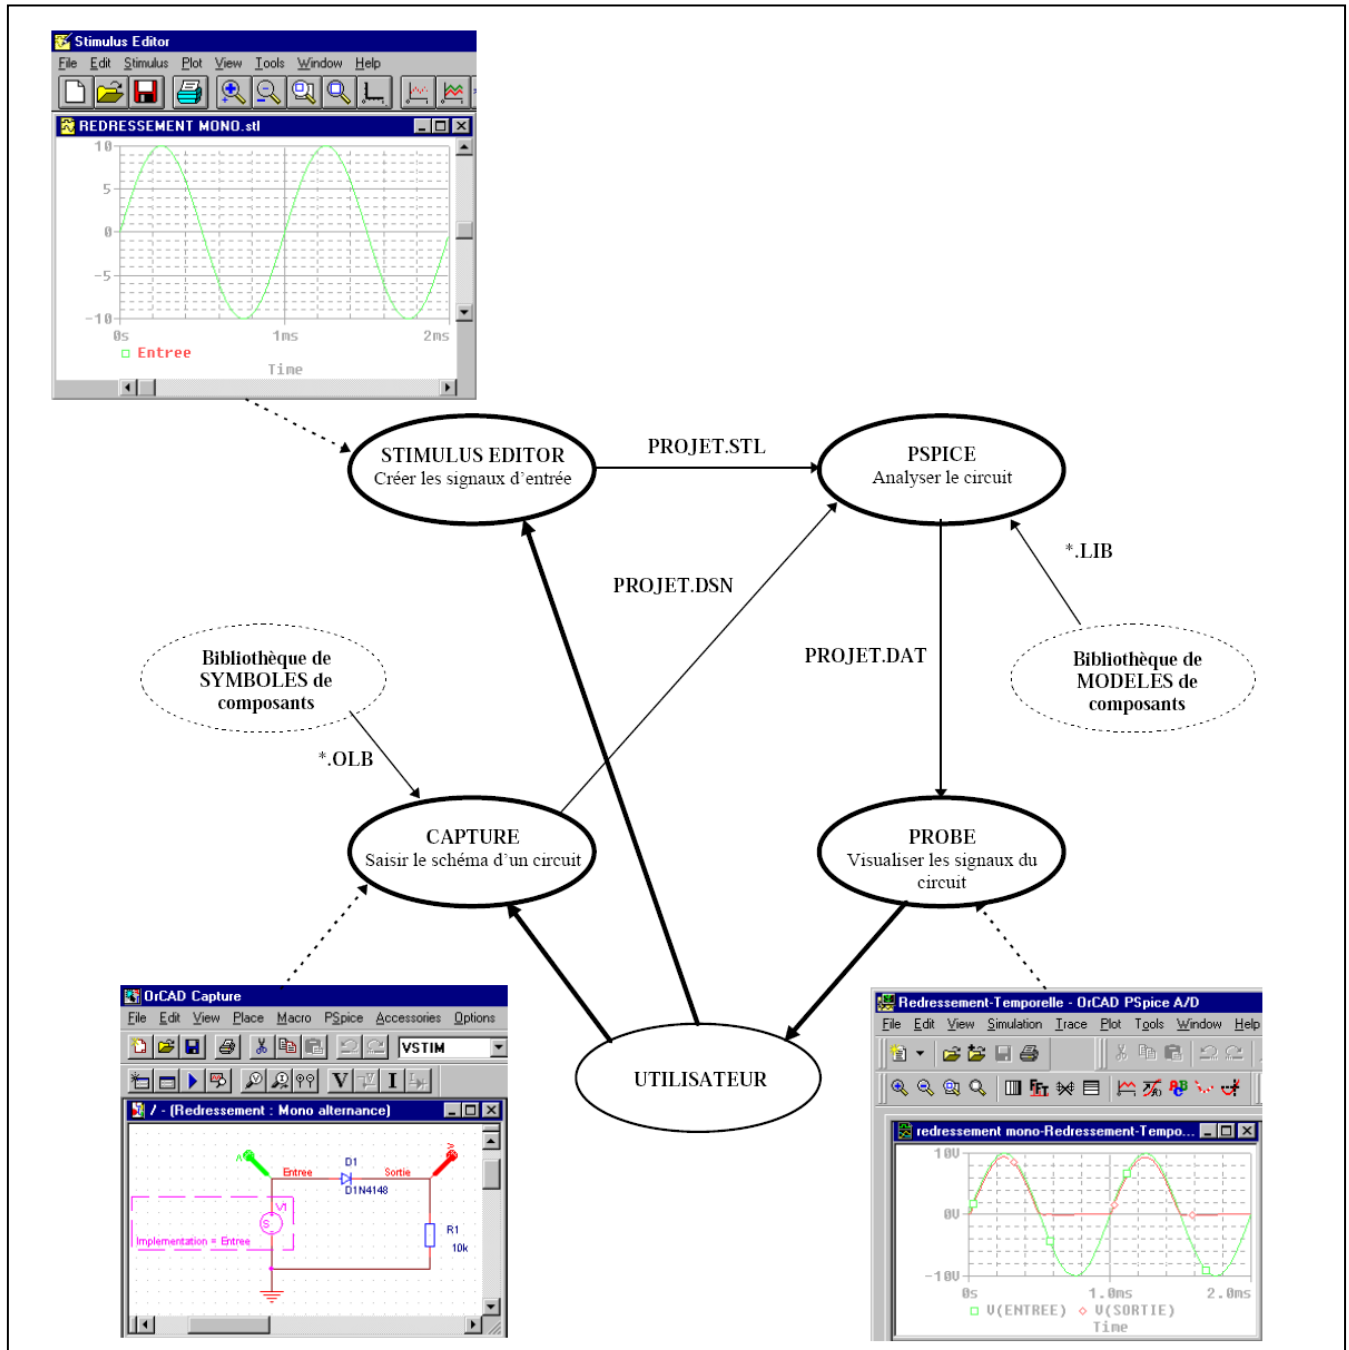 Stimulus Editor
File Edit Stimulus Plot View Tools Window Help
REDRESSEMENT MONO.stl
10
5
0
-5
-10
0s 1ms 2ms
Entree
Time
STIMULUS EDITOR
Créer les signaux d'entrée
PROJET.STL
PSPICE
Analyser le circuit
*.LIB
PROJET.DSN
PROJET.DAT
Bibliothèque de
SYMBOLES de
composants
Bibliothèque de
MODELES de
composants
*.OLB
CAPTURE
Saisir le schéma d'un circuit
PROBE
Visualiser les signaux du
circuit
UTILISATEUR
OrCAD Capture
File Edit View Place Macro PSpice Accessories Options
VSTIM
V I
/ - (Redressement : Mono alternance)
Entree D1 Sortie
D1N4148
V1
S
Implementation = Entree
R1
10k
Redressement-Temporelle - OrCAD PSpice A/D
File Edit View Simulation Trace Plot Tools Window Help
FFT
ABC
redressement mono-Redressement-Tempo...
10V
0V
-10V
0s 1.0ms 2.0ms
V(ENTREE) V(SORTIE)
Time